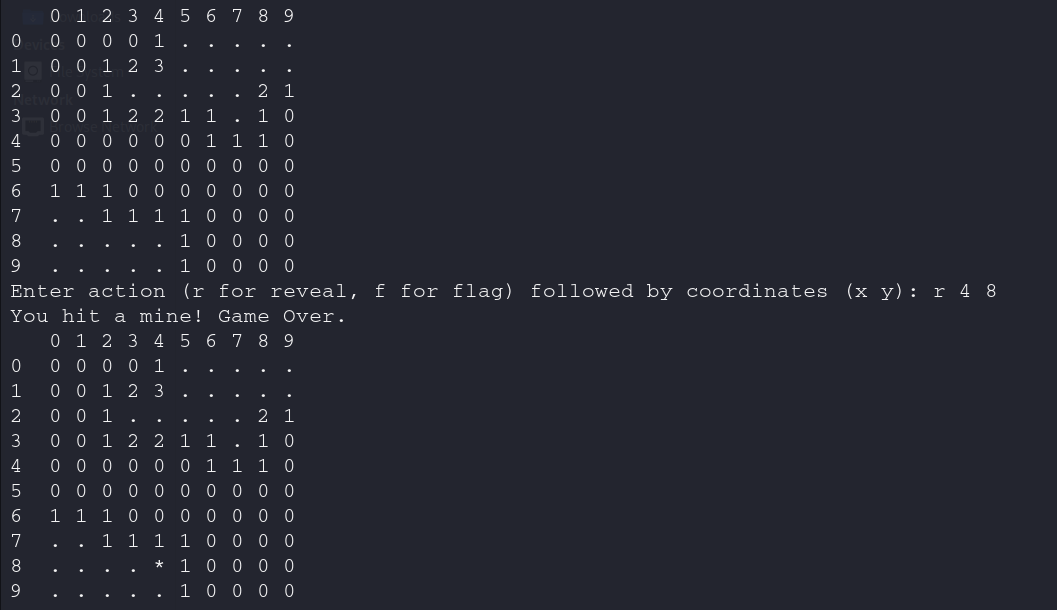 0 1 2 3 4 5 6 7 8 9
0 0 0 0 0 1 . . . . .
1 0 0 1 2 3 . . . . .
2 0 0 1 . . . . . 2 1
3 0 0 1 2 2 1 1 . 1 0
4 0 0 0 0 0 0 1 1 1 0
5 0 0 0 0 0 0 0 0 0 0
6 1 1 1 0 0 0 0 0 0 0
7 . . 1 1 1 1 0 0 0 0
8 . . . . . 1 0 0 0 0
9 . . . . . 1 0 0 0 0
Enter action (r for reveal, f for flag) followed by coordinates (x y): r 4 8
You hit a mine! Game Over.
0 1 2 3 4 5 6 7 8 9
0 0 0 0 0 1 . . . . .
1 0 0 1 2 3 . . . . .
2 0 0 1 . . . . . 2 1
3 0 0 1 2 2 1 1 . 1 0
4 0 0 0 0 0 0 1 1 1 0
5 0 0 0 0 0 0 0 0 0 0
6 1 1 1 0 0 0 0 0 0 0
7 . . 1 1 1 1 0 0 0 0
8 . . . . * 1 0 0 0 0
9 . . . . . 1 0 0 0 0